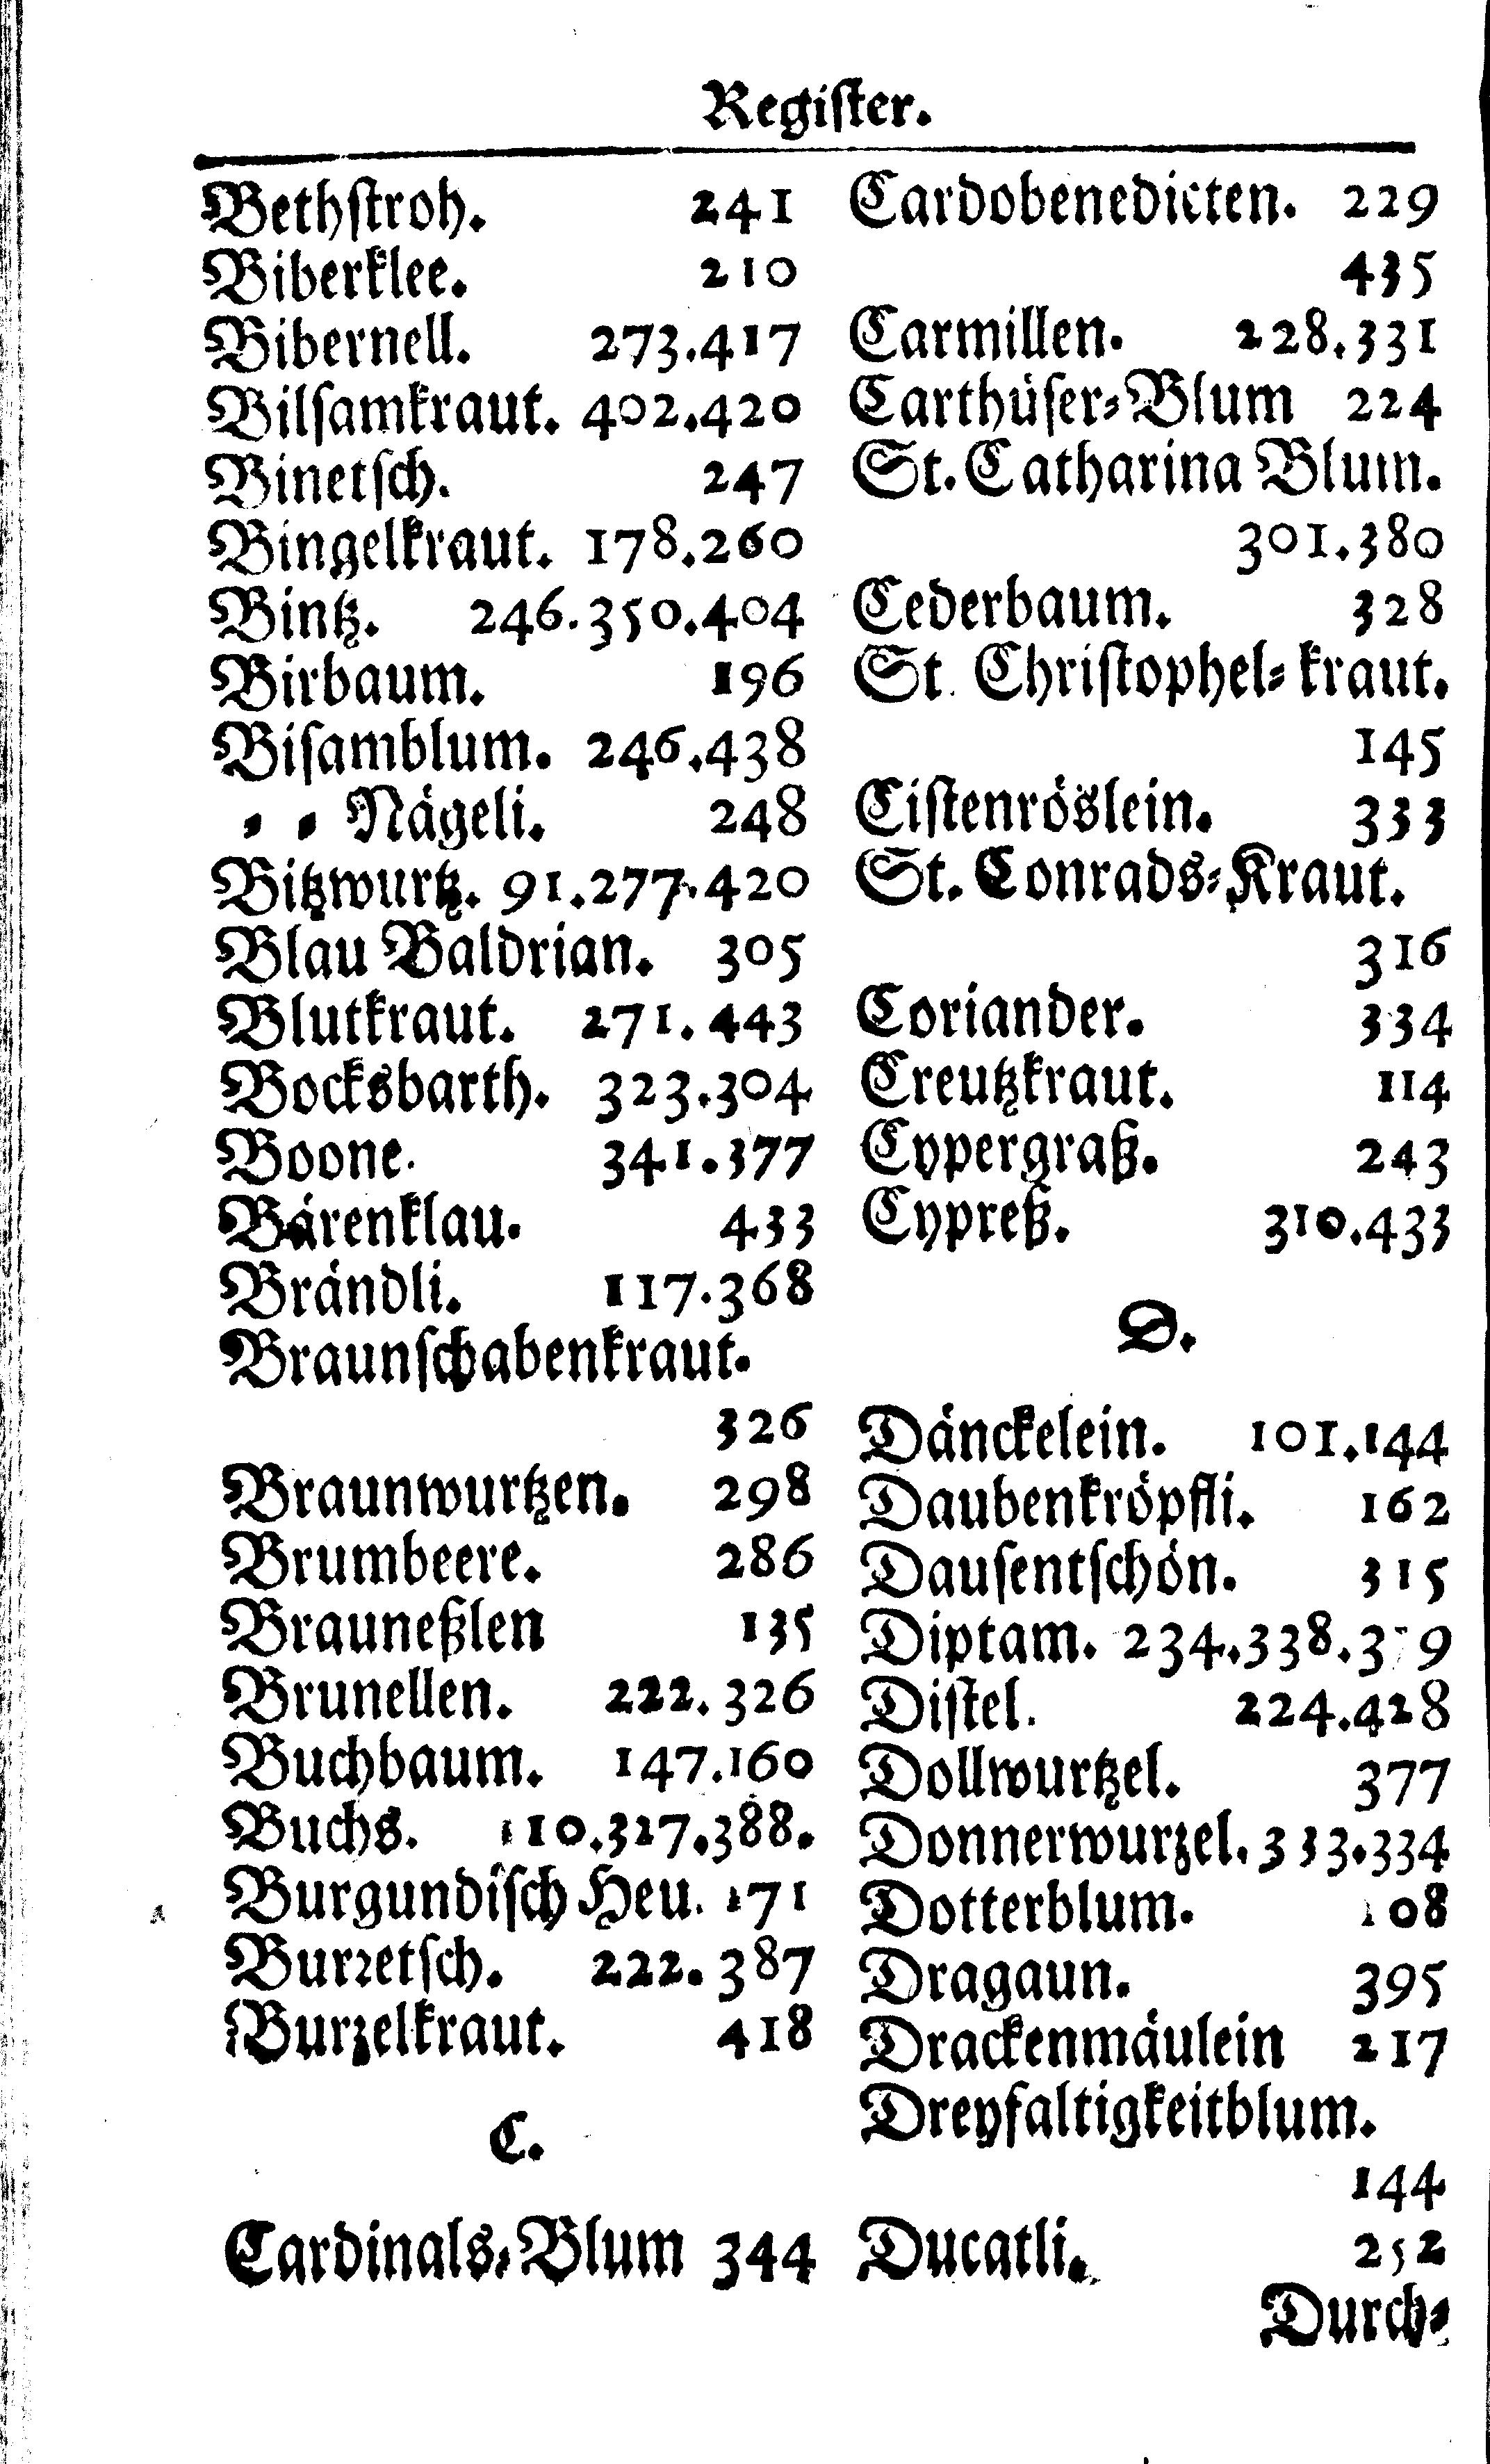 Register.
Bethſtroh. 241
Biberklee. 210
Bibernell. 273.417
Bilſamkraut. 402.420
Binetſch. 247
Bingelkraut. 178.260
Bintz. 246.350.404
Birbaum. 196
Biſamblum. 246.438
⸗ ⸗ Nägeli. 248
Bitzwurtz. 91.277.420
Blau Baldrian. 305
Blutkraut. 271.443
Bocksbarth. 323.304
Boone. 341.377
Bärenklau. 433
Brändli. 117.368
Braunſchabenkraut.
326
Braunwurtzen. 298
Brumbeere. 286
Brauneßlen 135
Brunellen. 222.326
Buchbaum. 147.160
Buchs. 110.327.388.
Burgundiſch Heu. 171
Burretſch. 222.387
Burzelkraut. 418
C.
Cardinals⸗Blum 344
Cardobenedicten. 229
435
Carmillen. 228.331
Carthüſer⸗Blum 224
St. Catharina Blum.
301.380
Cederbaum. 328
St. Chriſtophel⸗kraut.
145
Ciſtenröslein. 333
St. Conrads⸗Kraut.
316
Coriander. 334
Creutzkraut. 114
Cypergraß. 243
Cypreß. 310.433
D.
Dänckelein. 101.144
Daubenkröpfli. 162
Dauſentſchön. 315
Diptam. 234.338.
Diſtel. 224.428
Dollwurtzel. 377
Donnerwurzel. 333.334
Dotterblum. 108
Dragaun. 395
Drackenmäulein 217
Dreyfaltigkeitblum.
144
Ducatli. 252
Durch⸗